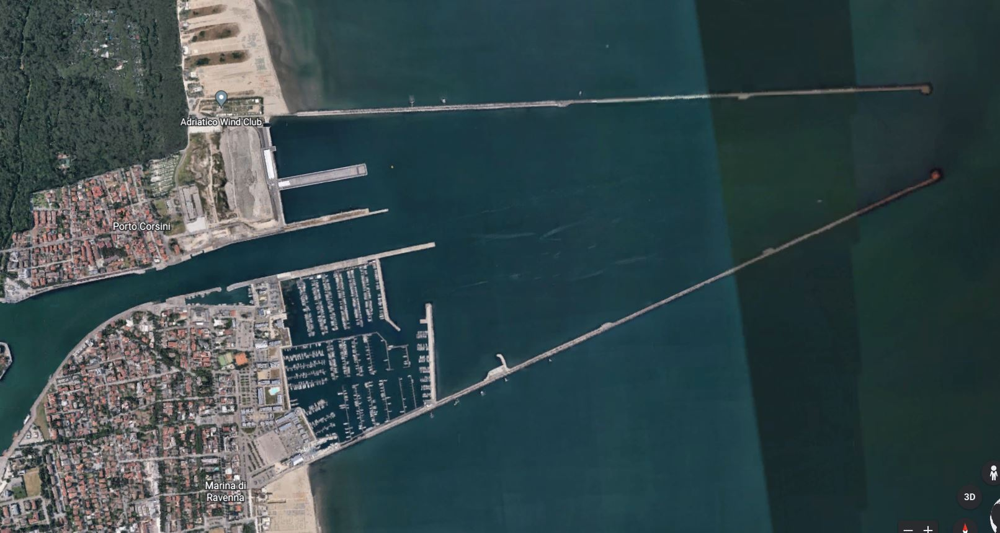 Adriatico Wind Club
Porto Corsini
Marina di
Ravenna
3D